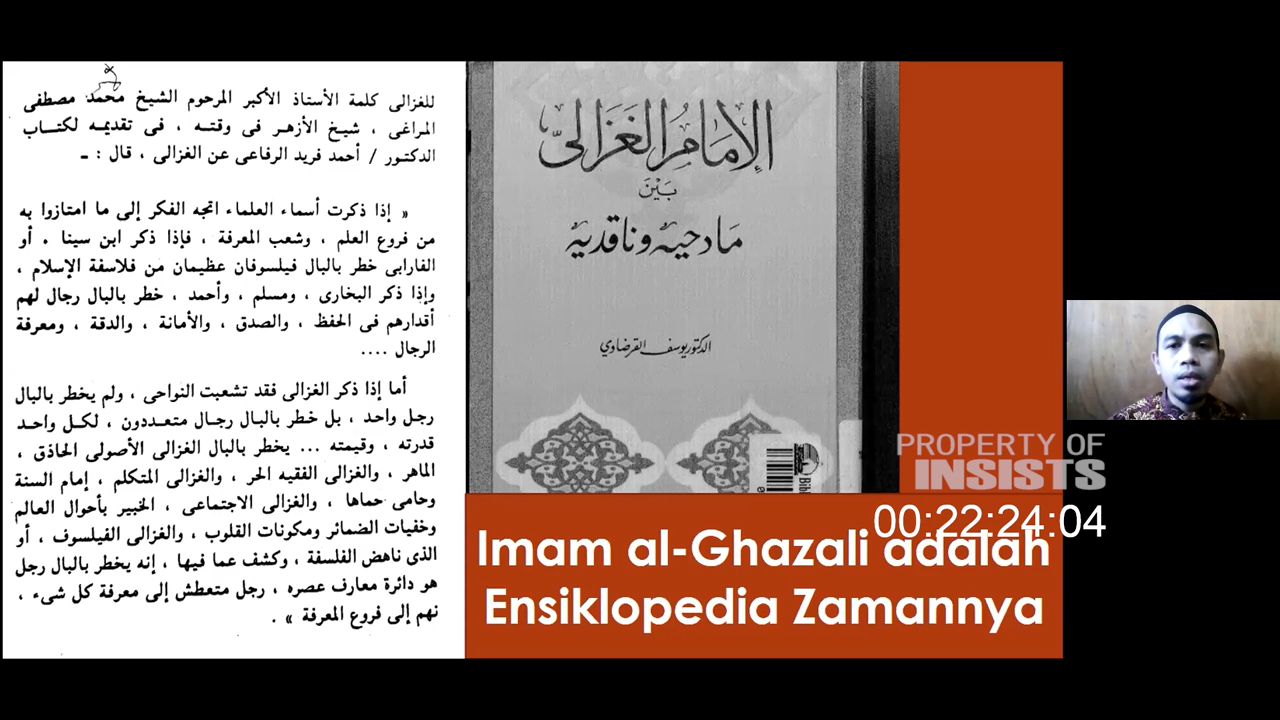 للغزالى كلمة الأستاذ الأكبر المرحوم الشيخ محمد مصطفى
المراغى ، شيخ الأزهر فى وقته ، فى تقديمه لكتاب
الدكتور / أحمد فريد الرفاعى عن الغزالى ، قال : ـ
« إذا ذكرت أسماء العلماء اتجه الفكر إلى ما امتازوا به
من فروع العلم ، وشعب المعرفة ، فإذا ذكر ابن سينا ، أو
الفارابى خطر بالبال فيلسوفان عظيمان من فلاسفة الإسلام ،
وإذا ذكر البخارى ، ومسلم ، وأحمد ، خطر بالبال رجال لهم
أقدارهم فى الحفظ ، والصدق ، والأمانة ، والدقة ، ومعرفة
الرجال ....
أما إذا ذكر الغزالى فقد تشعبت النواحى ، ولم يخطر بالبال
رجل واحد ، بل خطر بالبال رجال متعددون ، لكل واحد
قدرته ، وقيمته ... يخطر بالبال الغزالى الأصولى الحاذق ،
الماهر ، والغزالى الفقيه الحر ، والغزالى المتكلم ، إمام السنة
وحامى حماها ، والغزالى الاجتماعى ، الخبير بأحوال العالم
وخفيات الضمائر ومكونات القلوب ، والغزالى الفيلسوف ، أو
الذى ناهض الفلسفة ، وكشف عما فيها ، إنه يخطر بالبال رجل
هو دائرة معارف عصره ، رجل متعطش إلى معرفة كل شىء ،
نهم إلى فروع المعرفة » .
الإِمَامُ الغَزَالىّ
بَيْنَ
مَادحيْه وناقديْه
الدكتور يوسف القرضاوي
PROPERTY OF
INSISTS
00:22:24:04
Imam al-Ghazali adalah
Ensiklopedia Zamannya